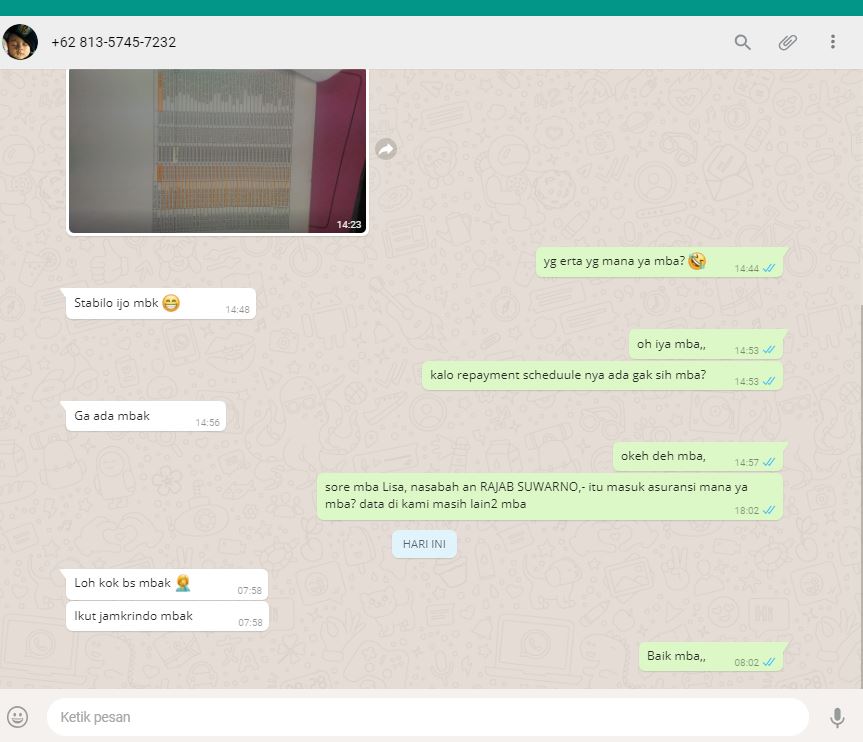 +62 813-5745-7232
14:23
yg erta yg mana ya mba? 🤣
14:44
Stabilo ijo mbk 😁
14:48
oh iya mba,,
14:53
kalo repayment scheduule nya ada gak sih mba?
14:53
Ga ada mbak
14:56
okeh deh mba,
14:57
sore mba Lisa, nasabah an RAJAB SUWARNO,- itu masuk asuransi mana ya
mba? data di kami masih lain2 mba
18:02
HARI INI
Loh kok bs mbak 🤦
07:58
Ikut jamkrindo mbak
07:58
Baik mba,,
08:02
Ketik pesan